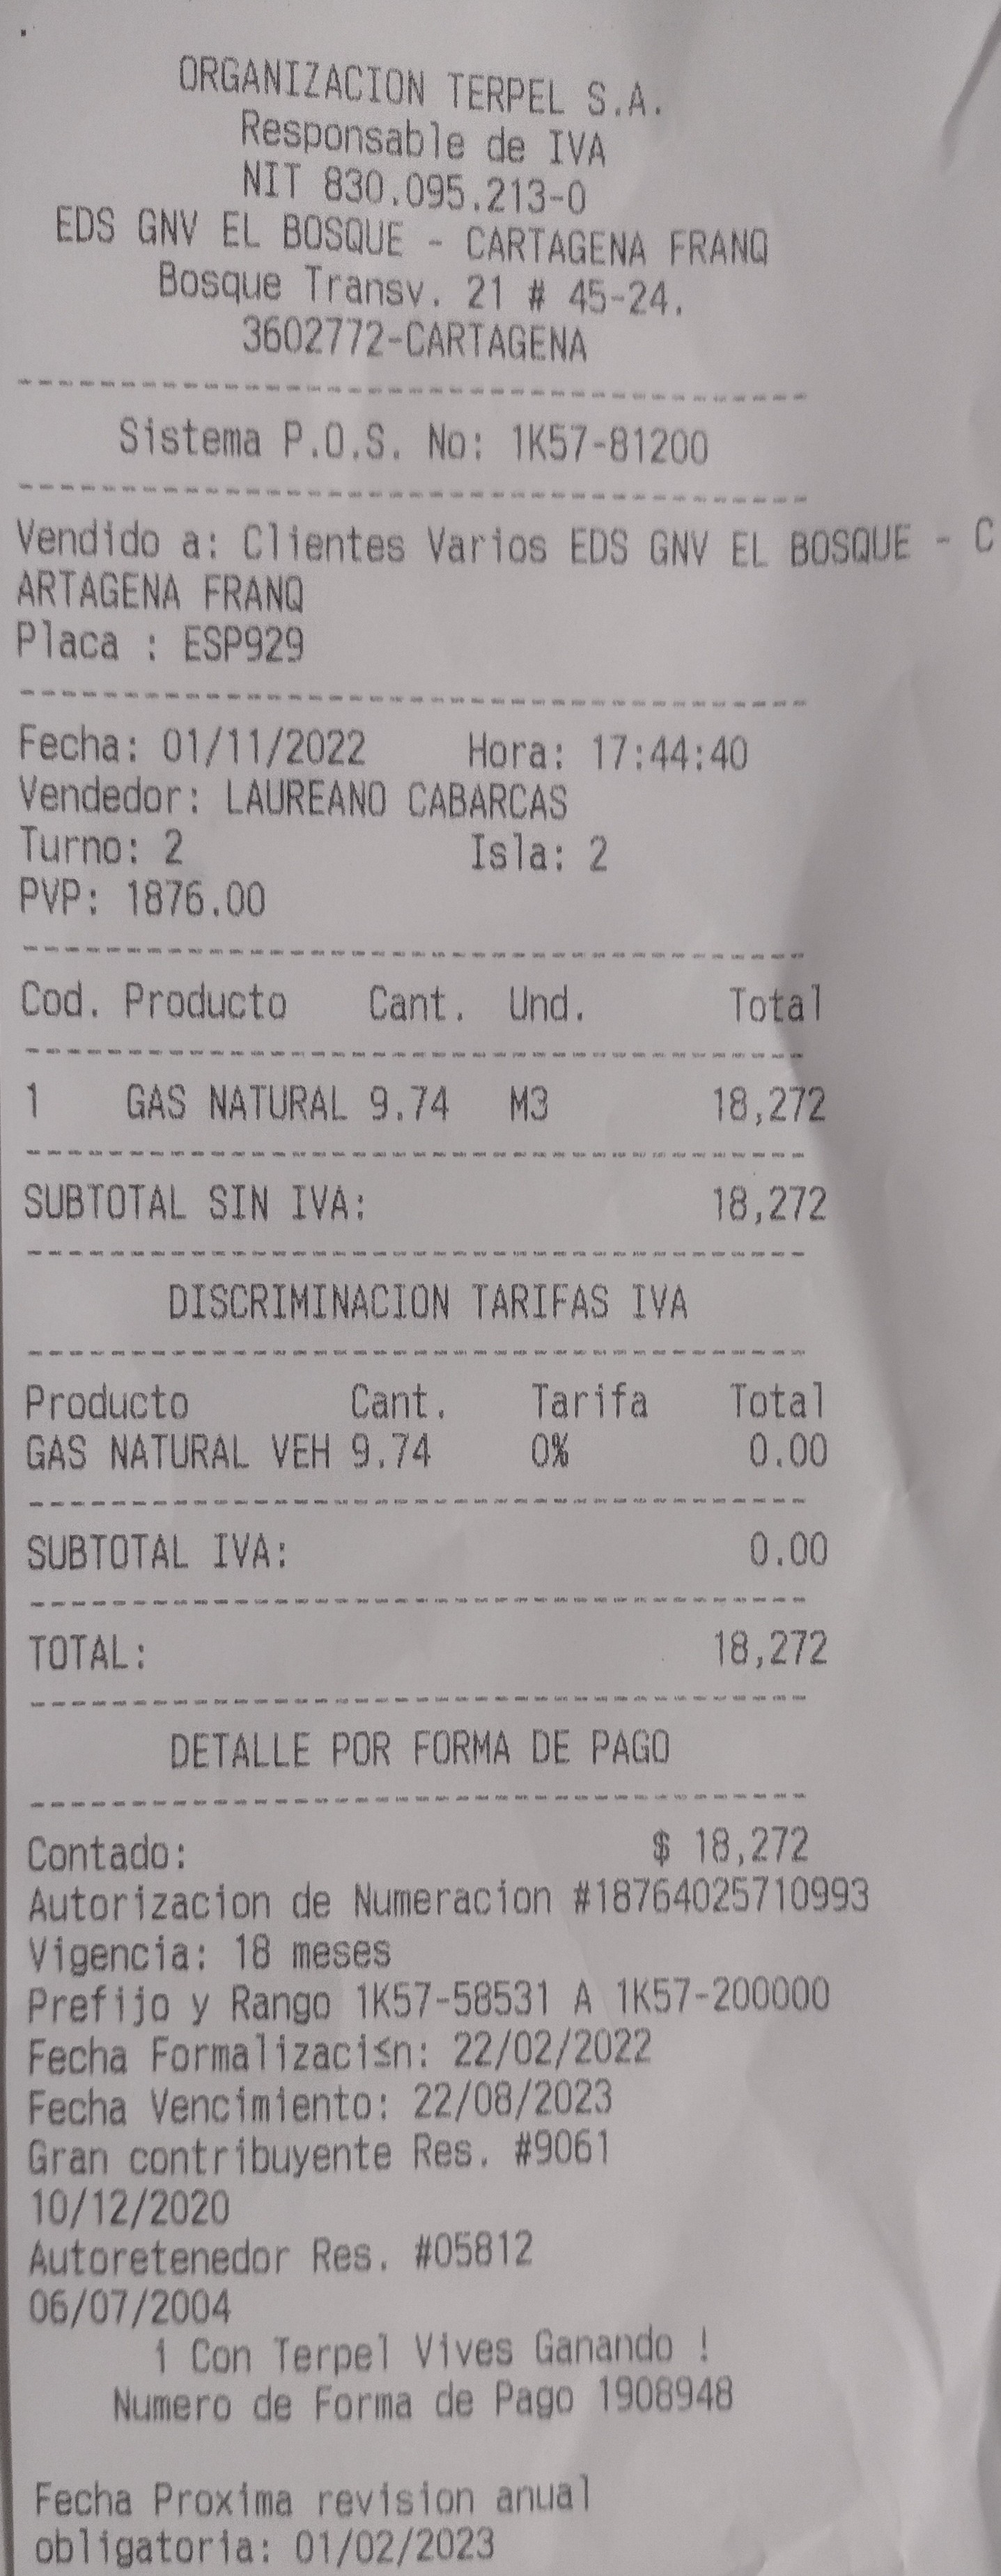 ORGANIZACION TERPEL S.A.
Responsable de IVA
NIT 830.095.213-0
EDS GNV EL BOSQUE - CARTAGENA FRANQ
Bosque Transv. 21 # 45-24.
3602772-CARTAGENA
Sistema P.O.S. No: 1K57-81200
Vendido a: Clientes Varios EDS GNV EL BOSQUE - C
ARTAGENA FRANQ
Placa : ESP929
Fecha: 01/11/2022 Hora: 17:44:40
Vendedor: LAUREANO CABARCAS
Turno: 2 Isla: 2
PVP: 1876.00
Cod. Producto Cant. Und. Total
1 GAS NATURAL 9.74 M3 18,272
SUBTOTAL SIN IVA: 18,272
DISCRIMINACION TARIFAS IVA
Producto Cant. Tarifa Total
GAS NATURAL VEH 9.74 0% 0.00
SUBTOTAL IVA: 0.00
TOTAL: 18,272
DETALLE POR FORMA DE PAGO
Contado: $ 18,272
Autorizacion de Numeracion #18764025710993
Vigencia: 18 meses
Prefijo y Rango 1K57-58531 A 1K57-200000
Fecha Formalizaci≤n: 22/02/2022
Fecha Vencimiento: 22/08/2023
Gran contribuyente Res. #9061
10/12/2020
Autoretenedor Res. #05812
06/07/2004
¡ Con Terpel Vives Ganando !
Numero de Forma de Pago 1908948
Fecha Proxima revision anual
obligatoria: 01/02/2023